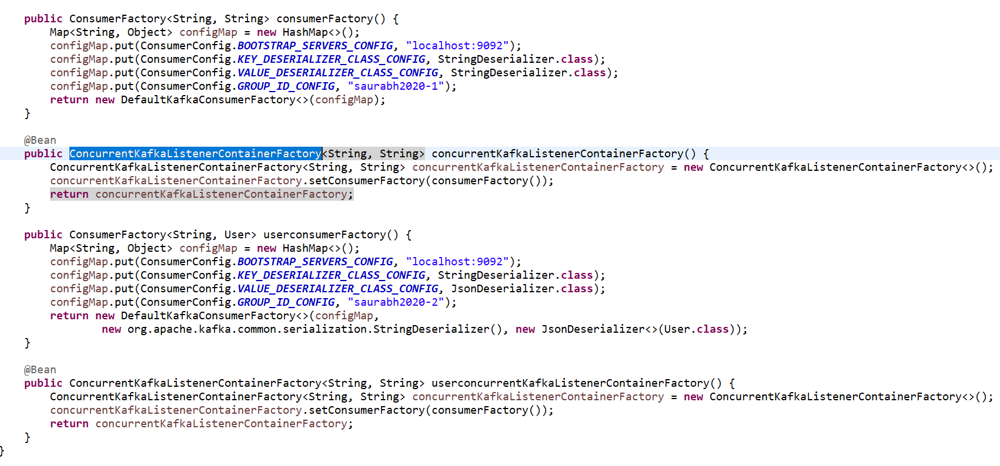 public ConsumerFactory<String, String> consumerFactory() {
Map<String, Object> configMap = new HashMap<>();
configMap.put(ConsumerConfig.BOOTSTRAP_SERVERS_CONFIG, "localhost:9092");
configMap.put(ConsumerConfig.KEY_DESERIALIZER_CLASS_CONFIG, StringDeserializer.class);
configMap.put(ConsumerConfig.VALUE_DESERIALIZER_CLASS_CONFIG, StringDeserializer.class);
configMap.put(ConsumerConfig.GROUP_ID_CONFIG, "saurabh2020-1");
return new DefaultKafkaConsumerFactory<>(configMap);
}
@Bean
public ConcurrentKafkaListenerContainerFactory<String, String> concurrentKafkaListenerContainerFactory() {
ConcurrentKafkaListenerContainerFactory<String, String> concurrentKafkaListenerContainerFactory = new ConcurrentKafkaListenerContainerFactory<>();
concurrentKafkaListenerContainerFactory.setConsumerFactory(consumerFactory());
return concurrentKafkaListenerContainerFactory;
}
public ConsumerFactory<String, User> userconsumerFactory() {
Map<String, Object> configMap = new HashMap<>();
configMap.put(ConsumerConfig.BOOTSTRAP_SERVERS_CONFIG, "localhost:9092");
configMap.put(ConsumerConfig.KEY_DESERIALIZER_CLASS_CONFIG, StringDeserializer.class);
configMap.put(ConsumerConfig.VALUE_DESERIALIZER_CLASS_CONFIG, JsonDeserializer.class);
configMap.put(ConsumerConfig.GROUP_ID_CONFIG, "saurabh2020-2");
return new DefaultKafkaConsumerFactory<>(configMap,
new org.apache.kafka.common.serialization.StringDeserializer(), new JsonDeserializer<>(User.class));
}
@Bean
public ConcurrentKafkaListenerContainerFactory<String, String> userconcurrentKafkaListenerContainerFactory() {
ConcurrentKafkaListenerContainerFactory<String, String> concurrentKafkaListenerContainerFactory = new ConcurrentKafkaListenerContainerFactory<>();
concurrentKafkaListenerContainerFactory.setConsumerFactory(consumerFactory());
return concurrentKafkaListenerContainerFactory;
}
}